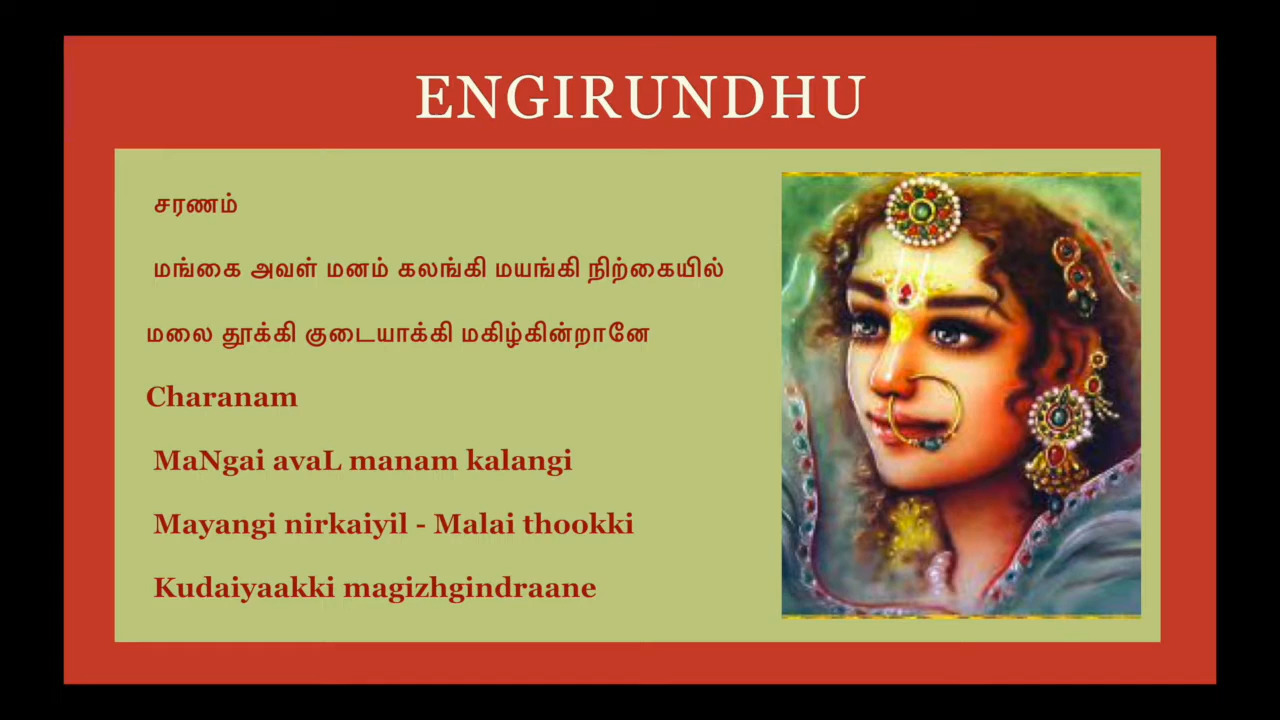 ENGIRUNDHU
சரணம்
மங்கை அவள் மனம் கலங்கி மயங்கி நிற்கையில்
மலை தூக்கி குடையாக்கி மகிழ்கின்றானே
Charanam
MaNgai avaL manam kalangi
Mayangi nirkaiyil - Malai thookki
Kudaiyaakki magizhgindraane